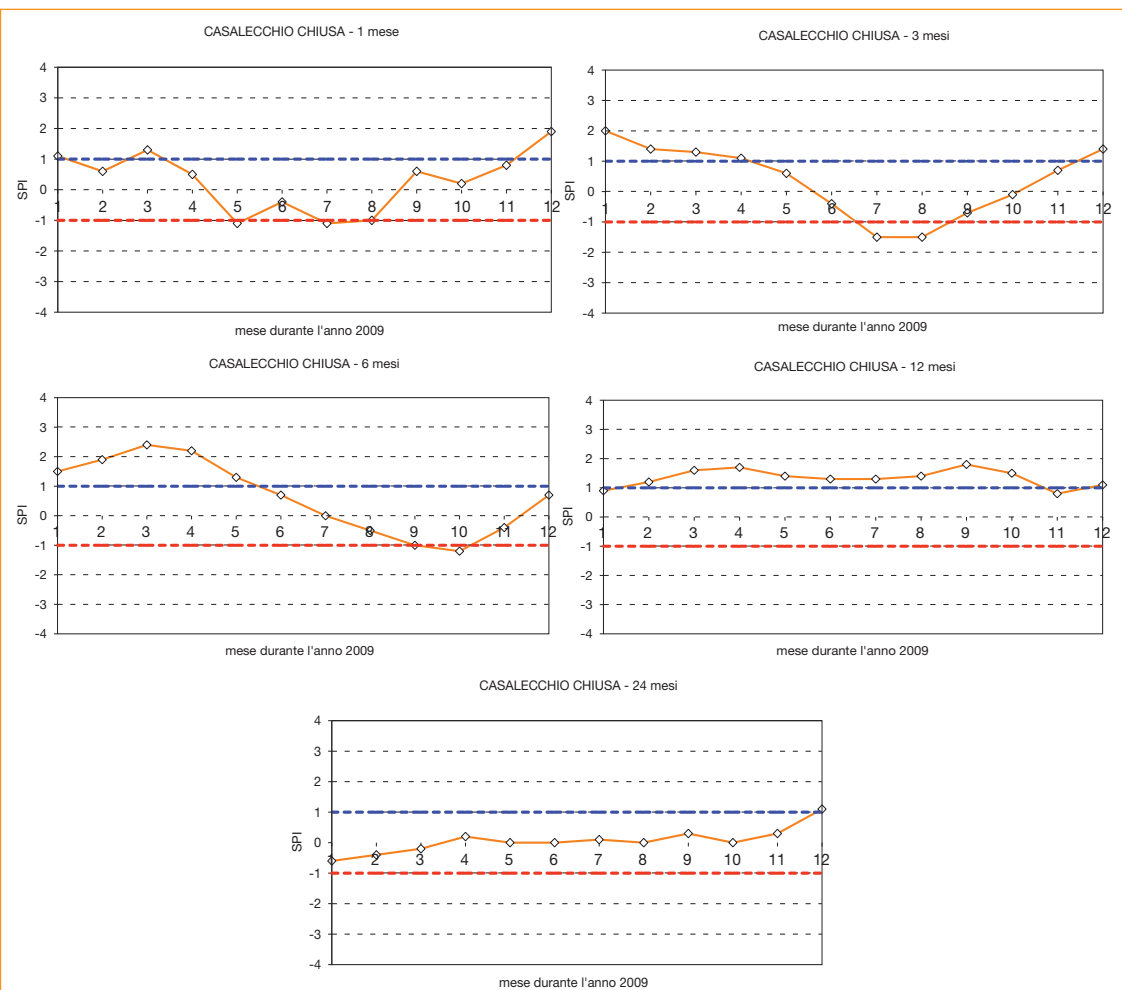 CASALECCHIO CHIUSA - 1 mese
4
3
2
1
0
-1
-2
-3
-4
SPI
1 2 3 4 5 6 7 8 9 10 11 12
mese durante l'anno 2009
CASALECCHIO CHIUSA - 3 mesi
4
3
2
1
0
-1
-2
-3
-4
SPI
1 2 3 4 5 6 7 8 9 10 11 12
mese durante l'anno 2009
CASALECCHIO CHIUSA - 6 mesi
4
3
2
1
0
-1
-2
-3
-4
SPI
1 2 3 4 5 6 7 8 9 10 11 12
mese durante l'anno 2009
CASALECCHIO CHIUSA - 12 mesi
4
3
2
1
0
-1
-2
-3
-4
SPI
1 2 3 4 5 6 7 8 9 10 11 12
mese durante l'anno 2009
CASALECCHIO CHIUSA - 24 mesi
4
3
2
1
0
-1
-2
-3
-4
SPI
1 2 3 4 5 6 7 8 9 10 11 12
mese durante l'anno 2009